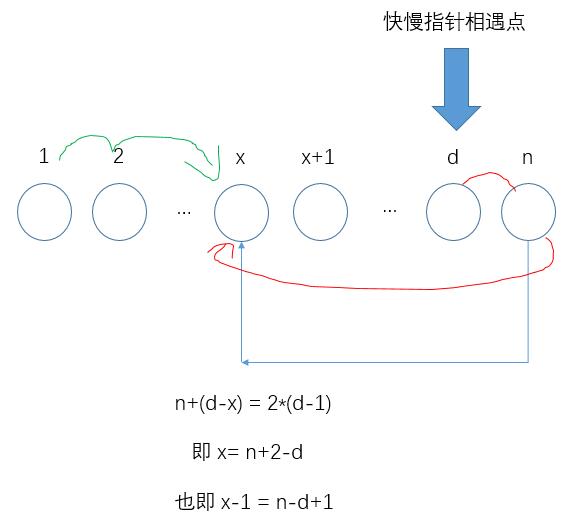 快慢指针相遇点
1 2 x x+1 d n
... ...
n+(d-x) = 2*(d-1)
即 x= n+2-d
也即 x-1 = n-d+1